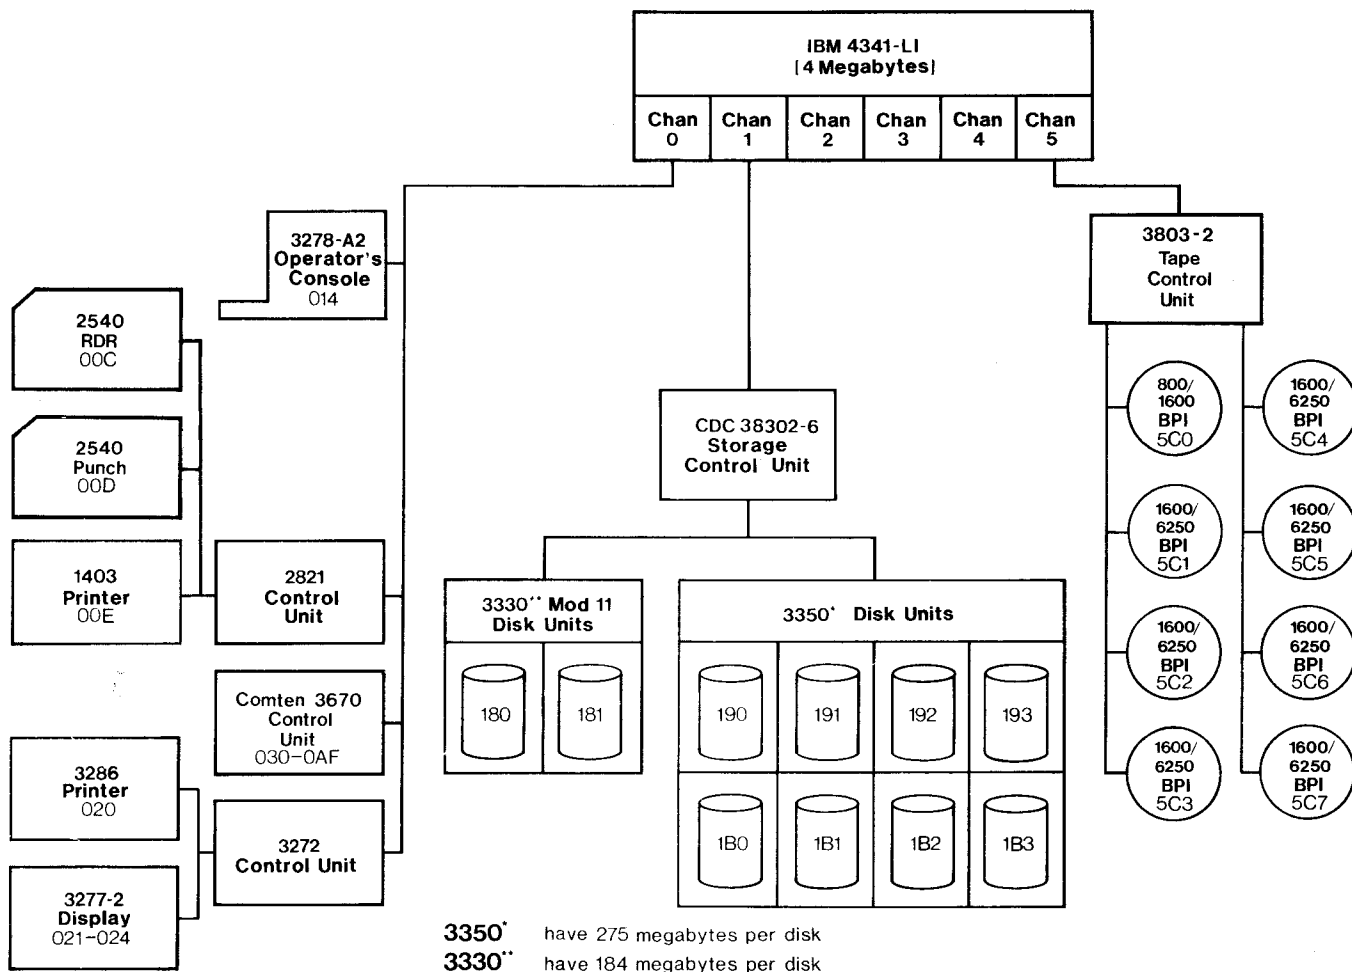 IBM 4341-LI
[4 Megabytes]
Chan 0
Chan 1
Chan 2
Chan 3
Chan 4
Chan 5
3278-A2
Operator's
Console
014
2540
RDR
00C
2540
Punch
00D
1403
Printer
00E
2821
Control
Unit
Comten 3670
Control
Unit
030-0AF
3286
Printer
020
3272
Control Unit
3277-2
Display
021-024
CDC 38302-6
Storage
Control Unit
3330** Mod 11
Disk Units
180
181
3350* Disk Units
190
191
192
193
1B0
1B1
1B2
1B3
3803-2
Tape
Control
Unit
800/
1600
BPI
5C0
1600/
6250
BPI
5C4
1600/
6250
BPI
5C1
1600/
6250
BPI
5C5
1600/
6250
BPI
5C2
1600/
6250
BPI
5C6
1600/
6250
BPI
5C3
1600/
6250
BPI
5C7
3350* have 275 megabytes per disk
3330** have 184 megabytes per disk